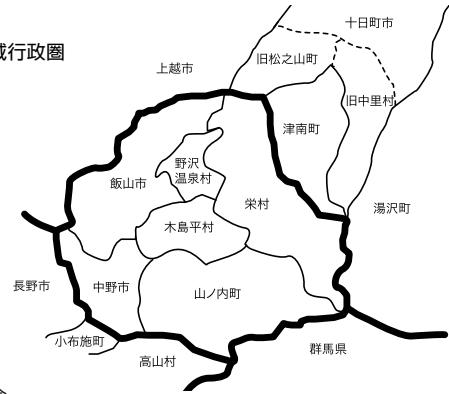 域行政圏
十日町市
旧松之山町
上越市
旧中里村
津南町
野沢
温泉村
飯山市
栄村
湯沢町
木島平村
長野市
中野市
山ノ内町
小布施町
群馬県
高山村